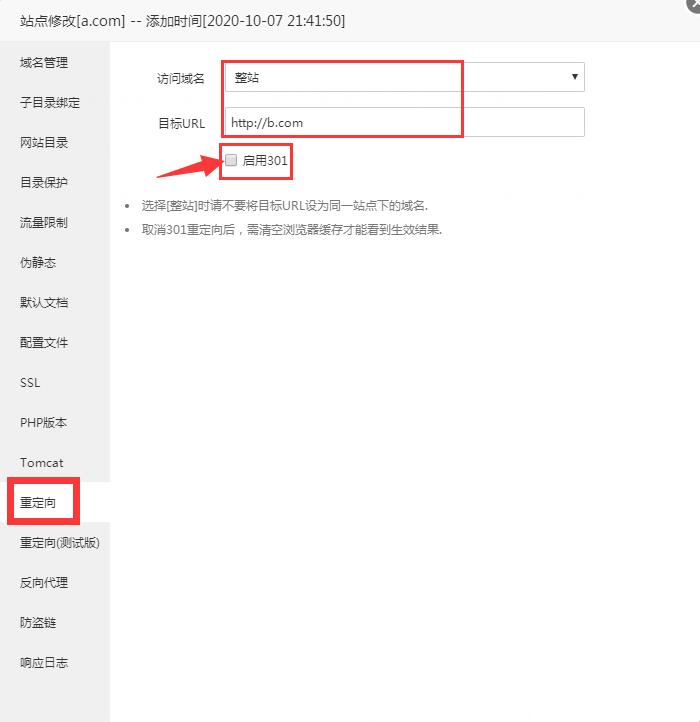 站点修改[a.com] -- 添加时间[2020-10-07 21:41:50]
域名管理
子目录绑定
网站目录
目录保护
流量限制
伪静态
默认文档
配置文件
SSL
PHP版本
Tomcat
重定向
重定向(测试版)
反向代理
防盗链
响应日志
访问域名 整站
目标URL http://b.com
启用301
选择[整站]时请不要将目标URL设为同一站点下的域名.
取消301重定向后，需清空浏览器缓存才能看到生效结果.